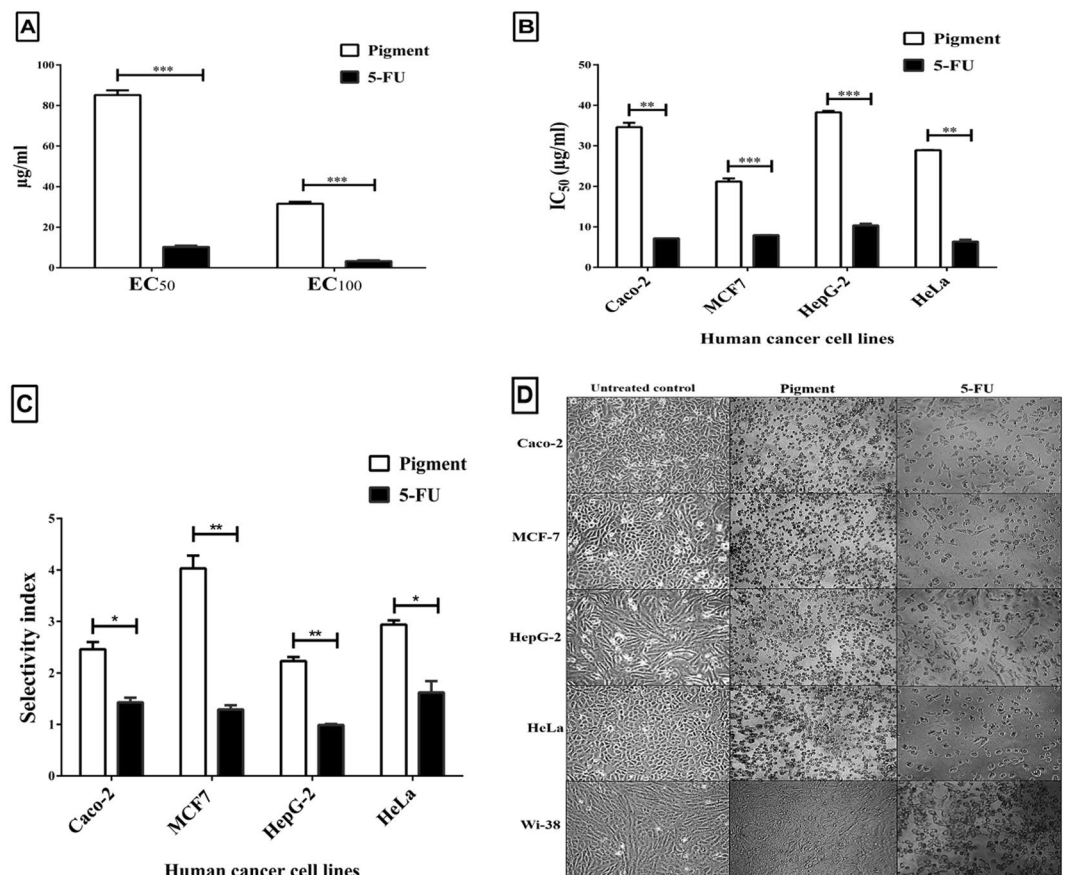 A
Pigment
5-FU
100
80
60
40
20
0
µg/ml
***
***
EC50
EC100
B
Pigment
5-FU
50
40
30
20
10
0
IC50 (µg/ml)
**
***
***
**
Caco-2
MCF7
HepG-2
HeLa
Human cancer cell lines
C
Pigment
5-FU
5
4
3
2
1
0
Selectivity index
*
**
**
*
Caco-2
MCF7
HepG-2
HeLa
Human cancer cell lines
D
Untreated control
Pigment
5-FU
Caco-2
MCF-7
HepG-2
HeLa
Wi-38